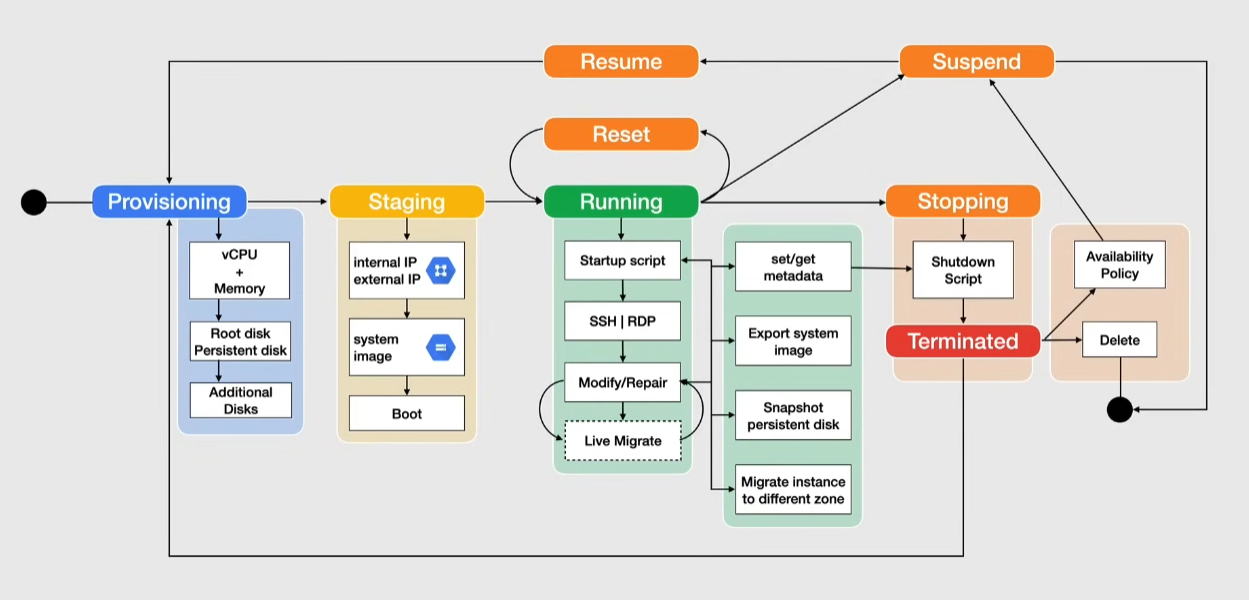 Resume
Suspend
Reset
Provisioning
Staging
Running
Stopping
vCPU
+
Memory
Root disk
Persistent disk
Additional
Disks
internal IP
external IP
system
image
Boot
Startup script
SSH | RDP
Modify/Repair
Live Migrate
set/get
metadata
Export system
image
Snapshot
persistent disk
Migrate instance
to different zone
Shutdown
Script
Terminated
Availability
Policy
Delete